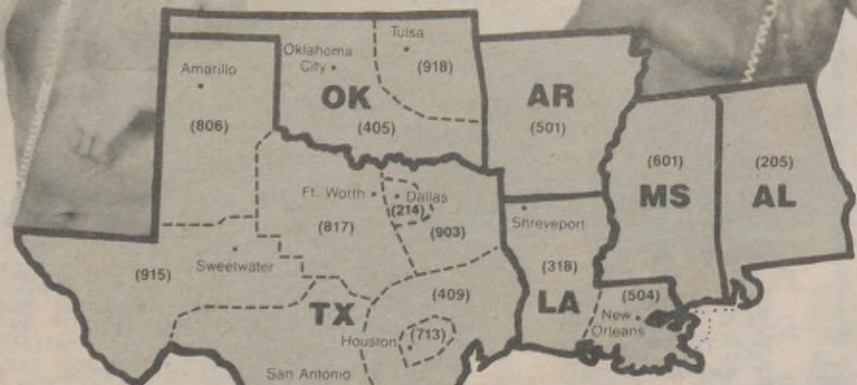 Tulsa
Oklahoma
City
(918)
Amarillo
OK
AR
(806)
(405)
(501)
(601)
(205)
MS
AL
Ft. Worth
Dallas
(214)
Shreveport
(817)
(903)
(915)
Sweetwater
(318)
(409)
(504)
TX
LA
New
Orleans
(713)
Houston
San Antonio